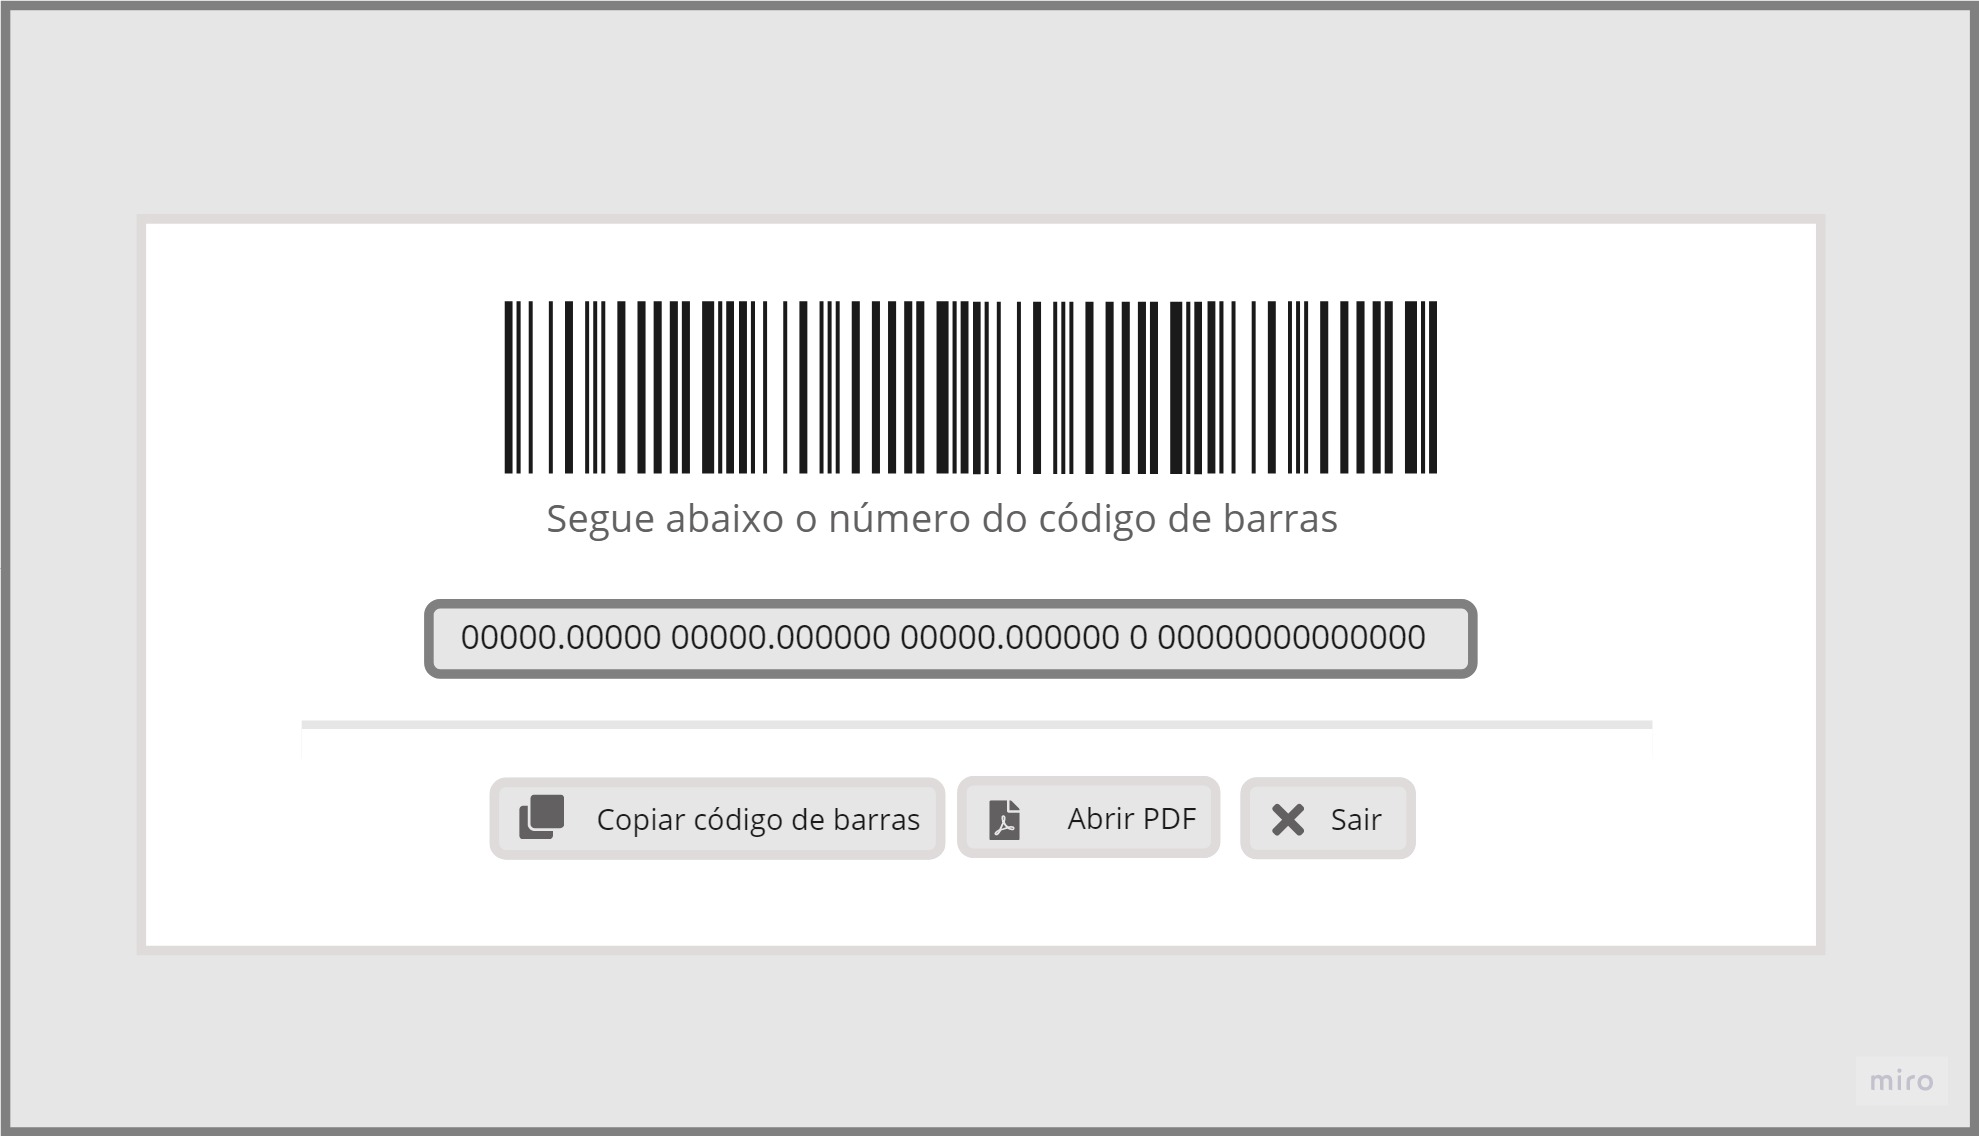 Segue abaixo o número do código de barras
00000.00000 00000.000000 00000.000000 0 00000000000000
Copiar código de barras
Abrir PDF
Sair
miro